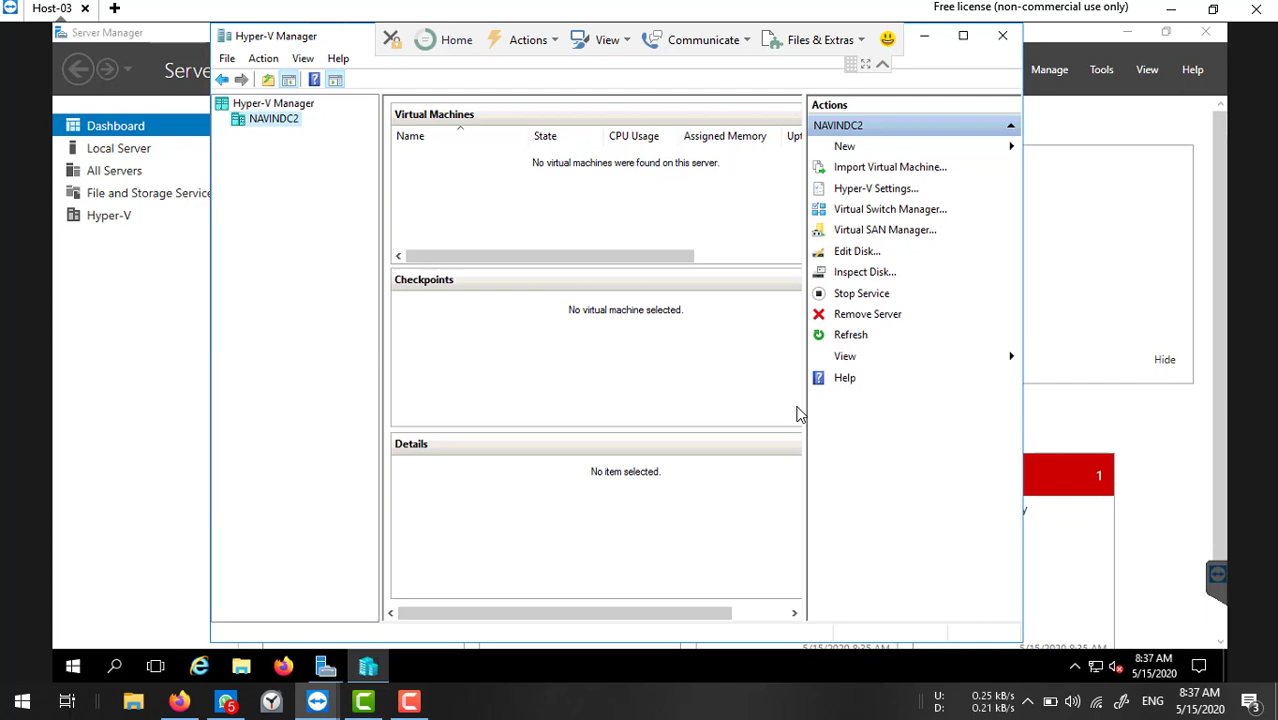 Host-03
Free license (non-commercial use only)
Server Manager
Hyper-V Manager
Home
Actions
View
Communicate
Files & Extras
Serve
Manage
Tools
View
Help
File
Action
View
Help
Dashboard
Local Server
All Servers
File and Storage Service
Hyper-V
Hyper-V Manager
NAVINDC2
Virtual Machines
Name
State
CPU Usage
Assigned Memory
Upt
No virtual machines were found on this server.
Checkpoints
No virtual machine selected.
Details
No item selected.
Actions
NAVINDC2
New
Import Virtual Machine...
Hyper-V Settings...
Virtual Switch Manager...
Virtual SAN Manager...
Edit Disk...
Inspect Disk...
Stop Service
Remove Server
Refresh
View
Help
Hide
1
y
8:37 AM
5/15/2020
5
U: 0.25 kB/s
D: 0.21 kB/s
ENG
8:37 AM
5/15/2020
3